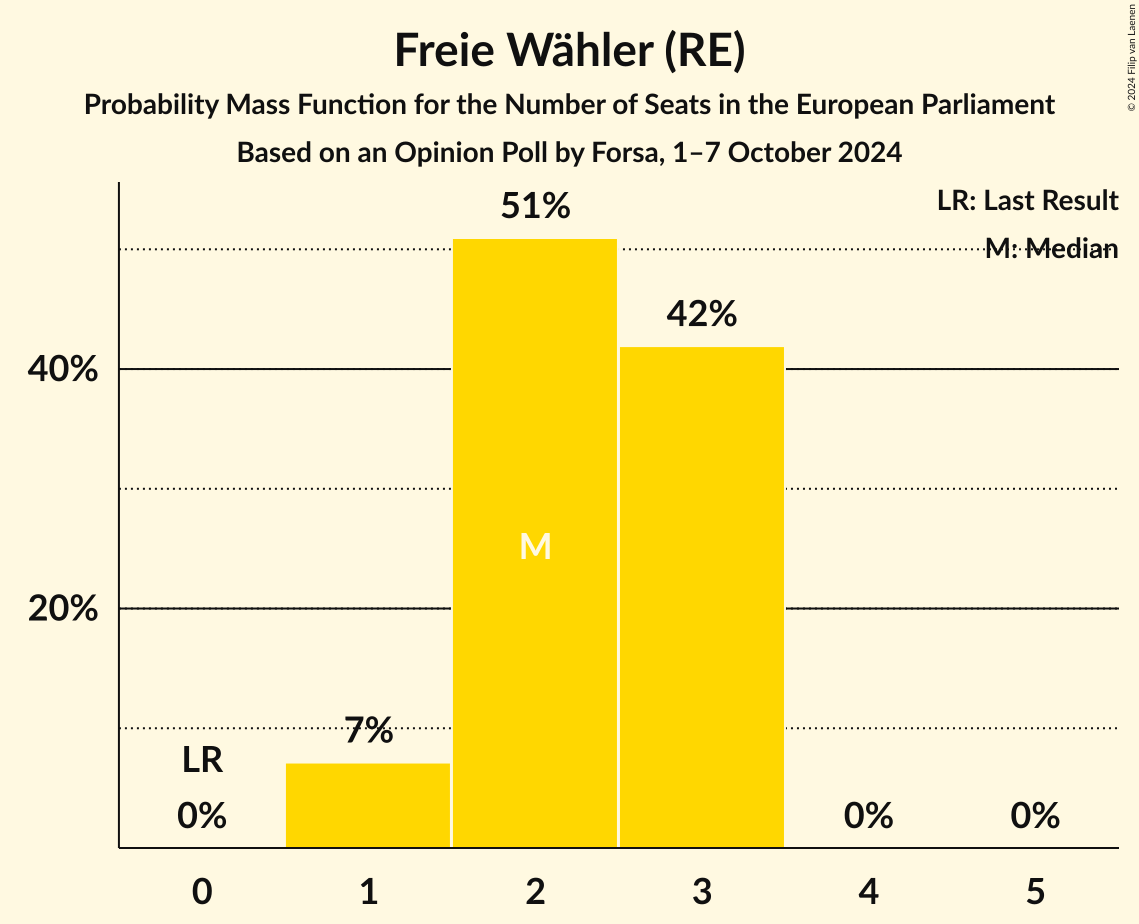 Freie Wähler (RE)
Probability Mass Function for the Number of Seats in the European Parliament
Based on an Opinion Poll by Forsa, 1–7 October 2024
© 2024 Filip van Laenen
LR: Last Result
M: Median
51%
42%
40%
M
20%
7%
LR
0%
0%
0%
0
1
2
3
4
5